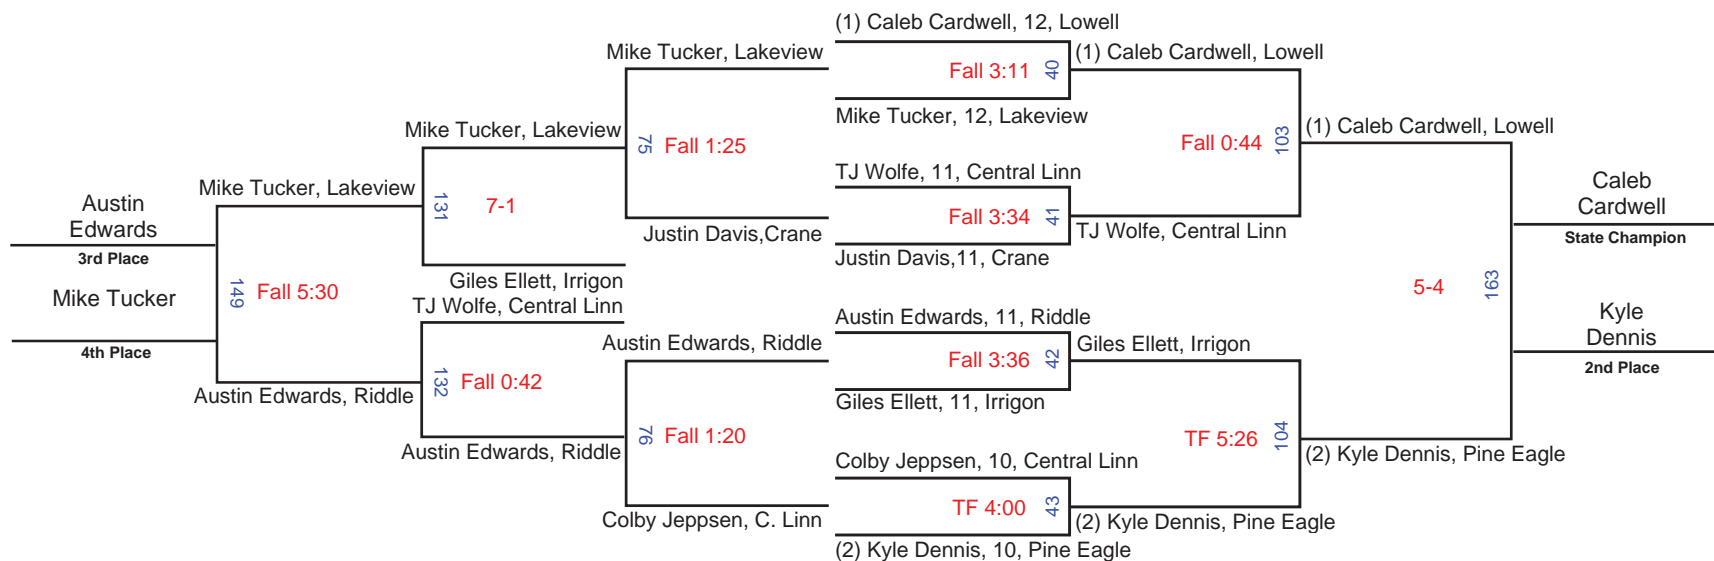 (1) Caleb Cardwell, 12, Lowell
Mike Tucker, Lakeview
(1) Caleb Cardwell, Lowell
Fall 3:11
40
Mike Tucker, 12, Lakeview
Mike Tucker, Lakeview
75
Fall 1:25
Fall 0:44
103
(1) Caleb Cardwell, Lowell
TJ Wolfe, 11, Central Linn
Mike Tucker, Lakeview
131
7-1
Fall 3:34
41
Austin
Edwards
3rd Place
Justin Davis,Crane
TJ Wolfe, Central Linn
Justin Davis,11, Crane
Caleb
Cardwell
State Champion
Giles Ellett, Irrigon
TJ Wolfe, Central Linn
Mike Tucker
4th Place
149
Fall 5:30
5-4
163
Austin Edwards, 11, Riddle
Kyle
Dennis
2nd Place
Austin Edwards, Riddle
Fall 3:36
42
Giles Ellett, Irrigon
Austin Edwards, Riddle
132
Fall 0:42
Giles Ellett, 11, Irrigon
76
Fall 1:20
TF 5:26
104
Austin Edwards, Riddle
(2) Kyle Dennis, Pine Eagle
Colby Jeppsen, 10, Central Linn
TF 4:00
43
Colby Jeppsen, C. Linn
(2) Kyle Dennis, Pine Eagle
(2) Kyle Dennis, 10, Pine Eagle